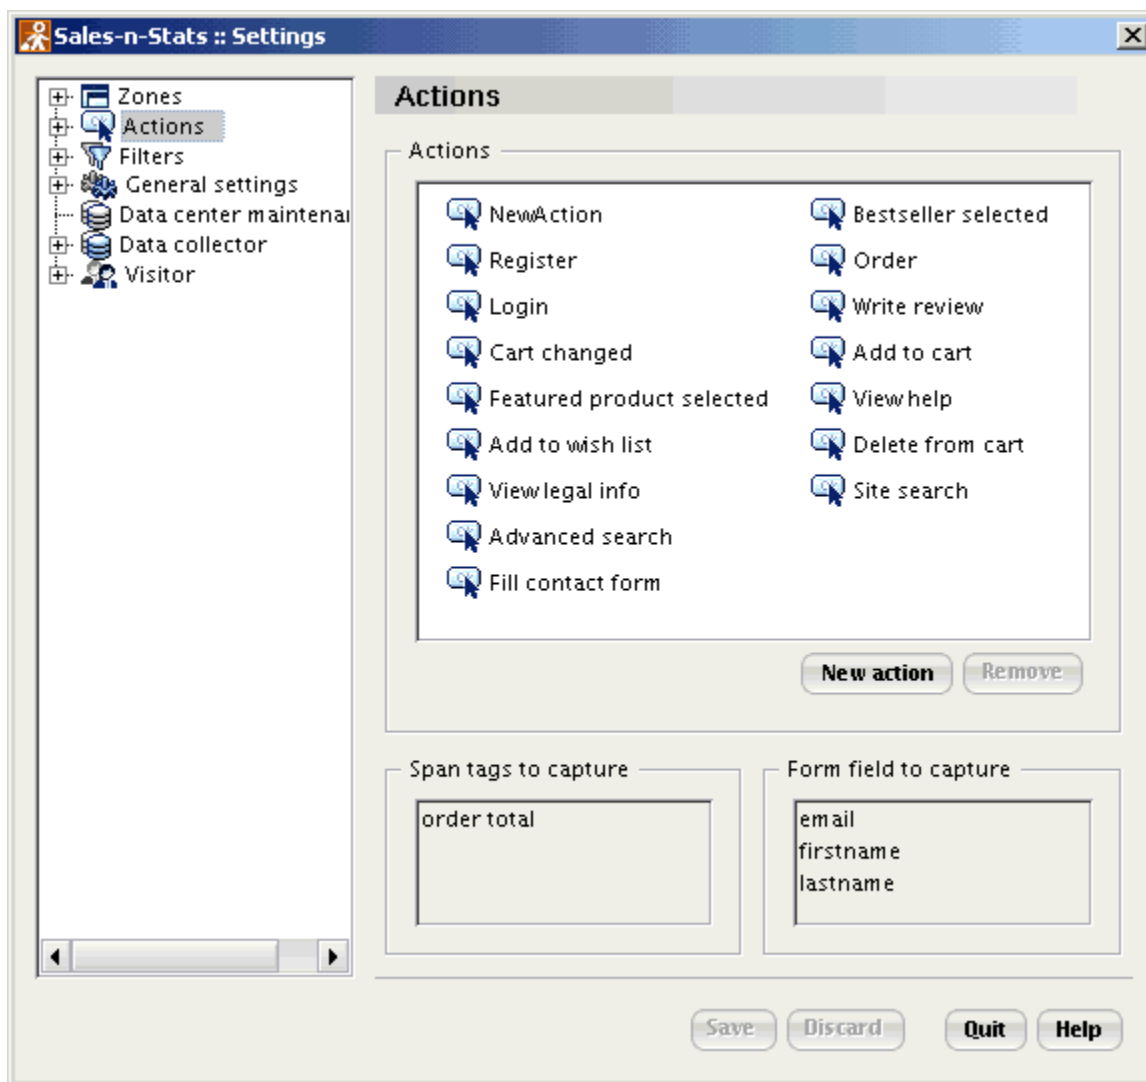 Sales-n-Stats :: Settings
Zones
Actions
Filters
General settings
Data center maintenai
Data collector
Visitor
Actions
Actions
NewAction
Register
Login
Cart changed
Featured product selected
Add to wish list
View legal info
Advanced search
Fill contact form
Bestseller selected
Order
Write review
Add to cart
View help
Delete from cart
Site search
New action
Remove
Span tags to capture
order total
Form field to capture
email
firstname
lastname
Save
Discard
Quit
Help